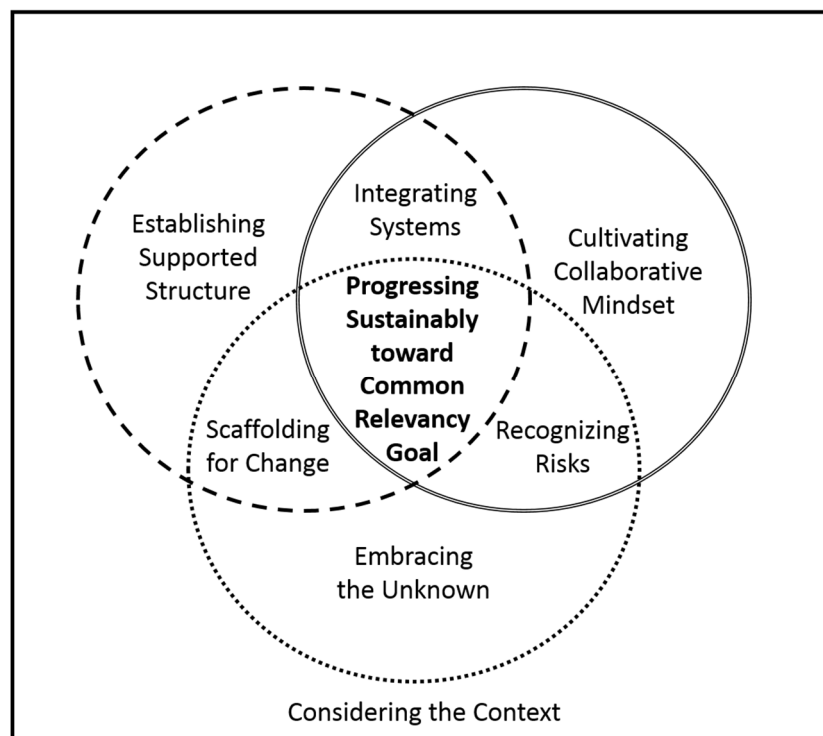 Integrating
Systems
Establishing
Supported
Structure
Cultivating
Collaborative
Mindset
Progressing
Sustainably
toward
Common
Relevancy
Goal
Scaffolding
for Change
Recognizing
Risks
Embracing
the Unknown
Considering the Context